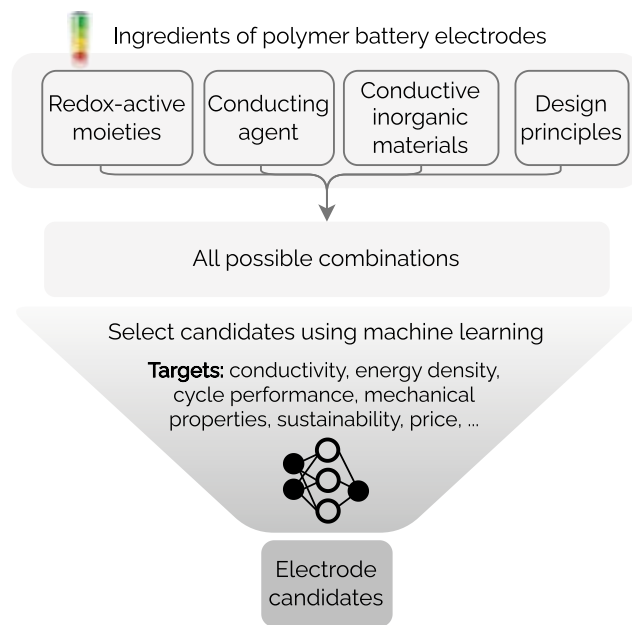 Ingredients of polymer battery electrodes
Redox-active
moieties
Conducting
agent
Conductive
inorganic
materials
Design
principles
All possible combinations
Select candidates using machine learning
Targets: conductivity, energy density,
cycle performance, mechanical
properties, sustainability, price, ...
Electrode
candidates